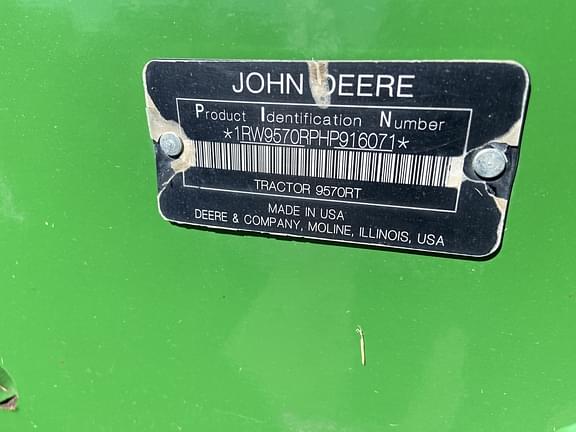 JOHN DEERE
Product Identification Number
*1RW9570RPHP916071*
TRACTOR 9570RT
MADE IN USA
DEERE & COMPANY, MOLINE, ILLINOIS, USA